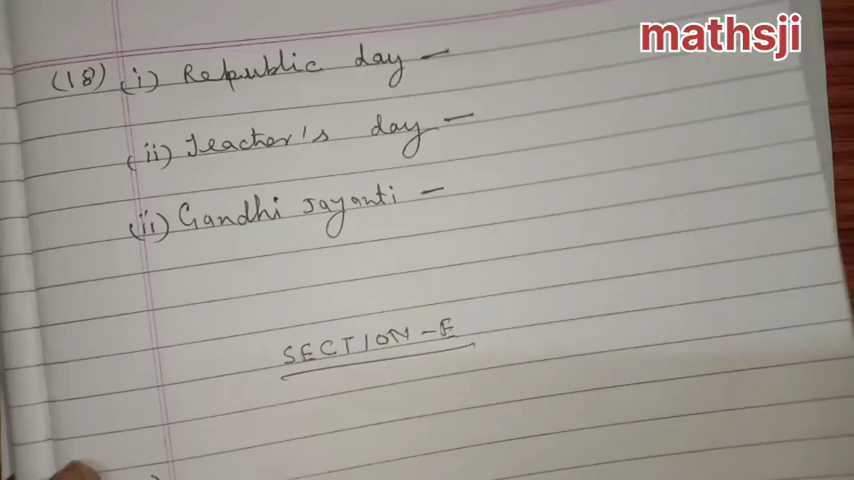 mathsji
(18) (i) Republic day —
(ii) Teacher's day —
(ii) Gandhi Jayanti —
SECTION - E